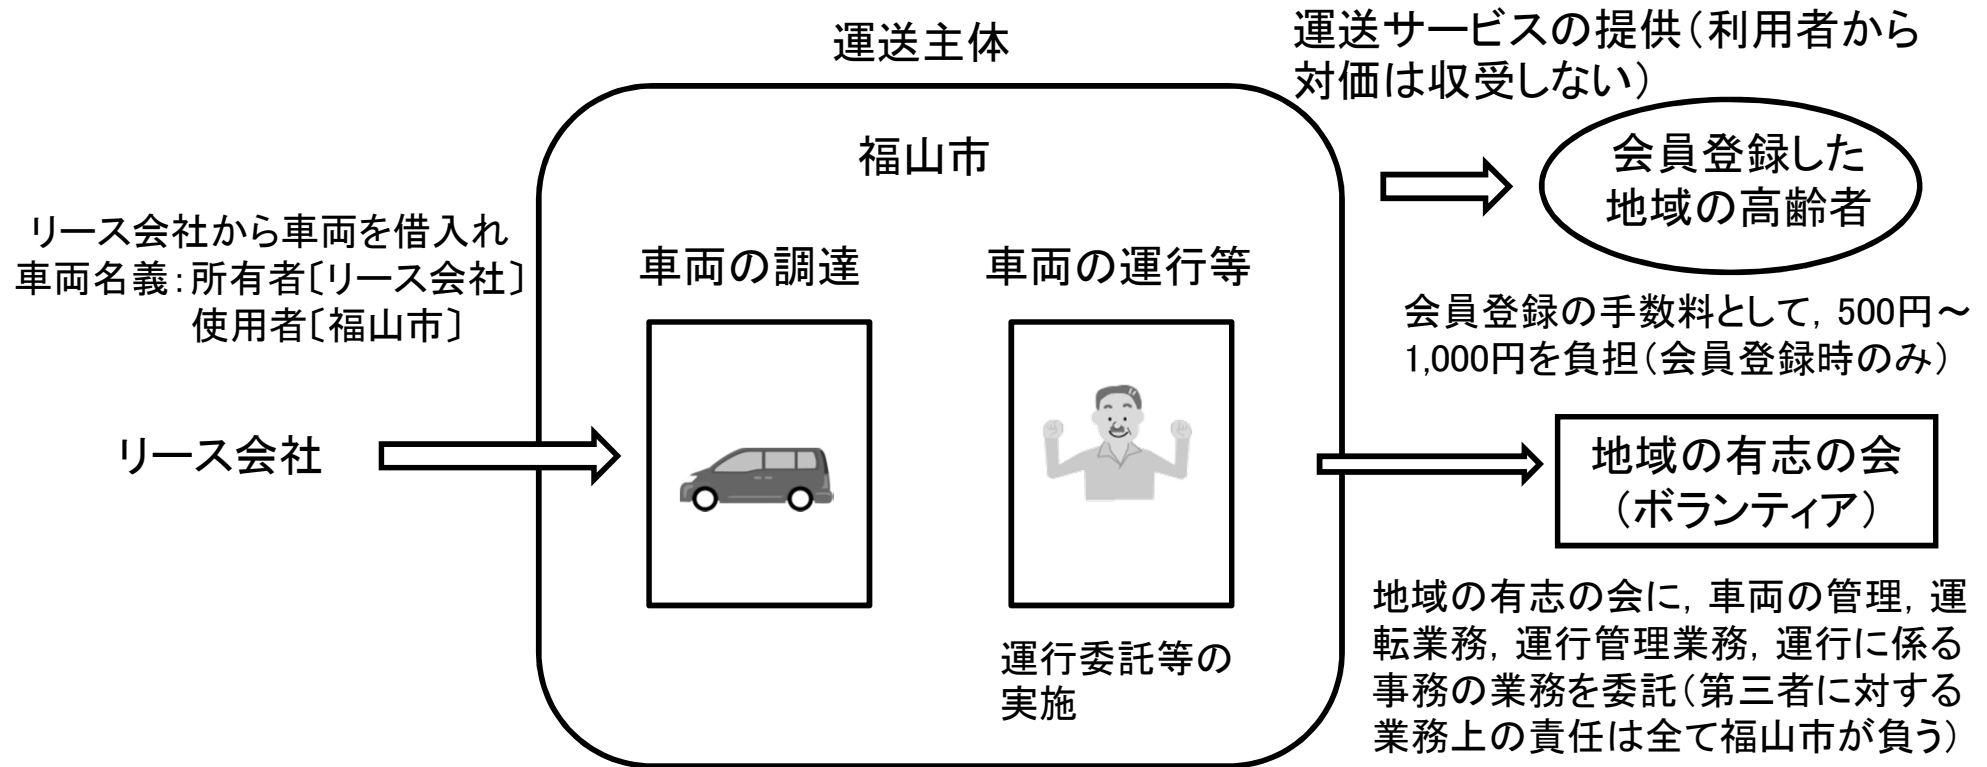 運送主体
運送サービスの提供（利用者から
対価は収受しない）
福山市
会員登録した
地域の高齢者
リース会社から車両を借入れ
車両名義：所有者〔リース会社〕
使用者〔福山市〕
車両の調達
車両の運行等
会員登録の手数料として，500円～
1,000円を負担（会員登録時のみ）
リース会社
地域の有志の会
（ボランティア）
運行委託等の
実施
地域の有志の会に，車両の管理，運
転業務，運行管理業務，運行に係る
事務の業務を委託（第三者に対する
業務上の責任は全て福山市が負う）